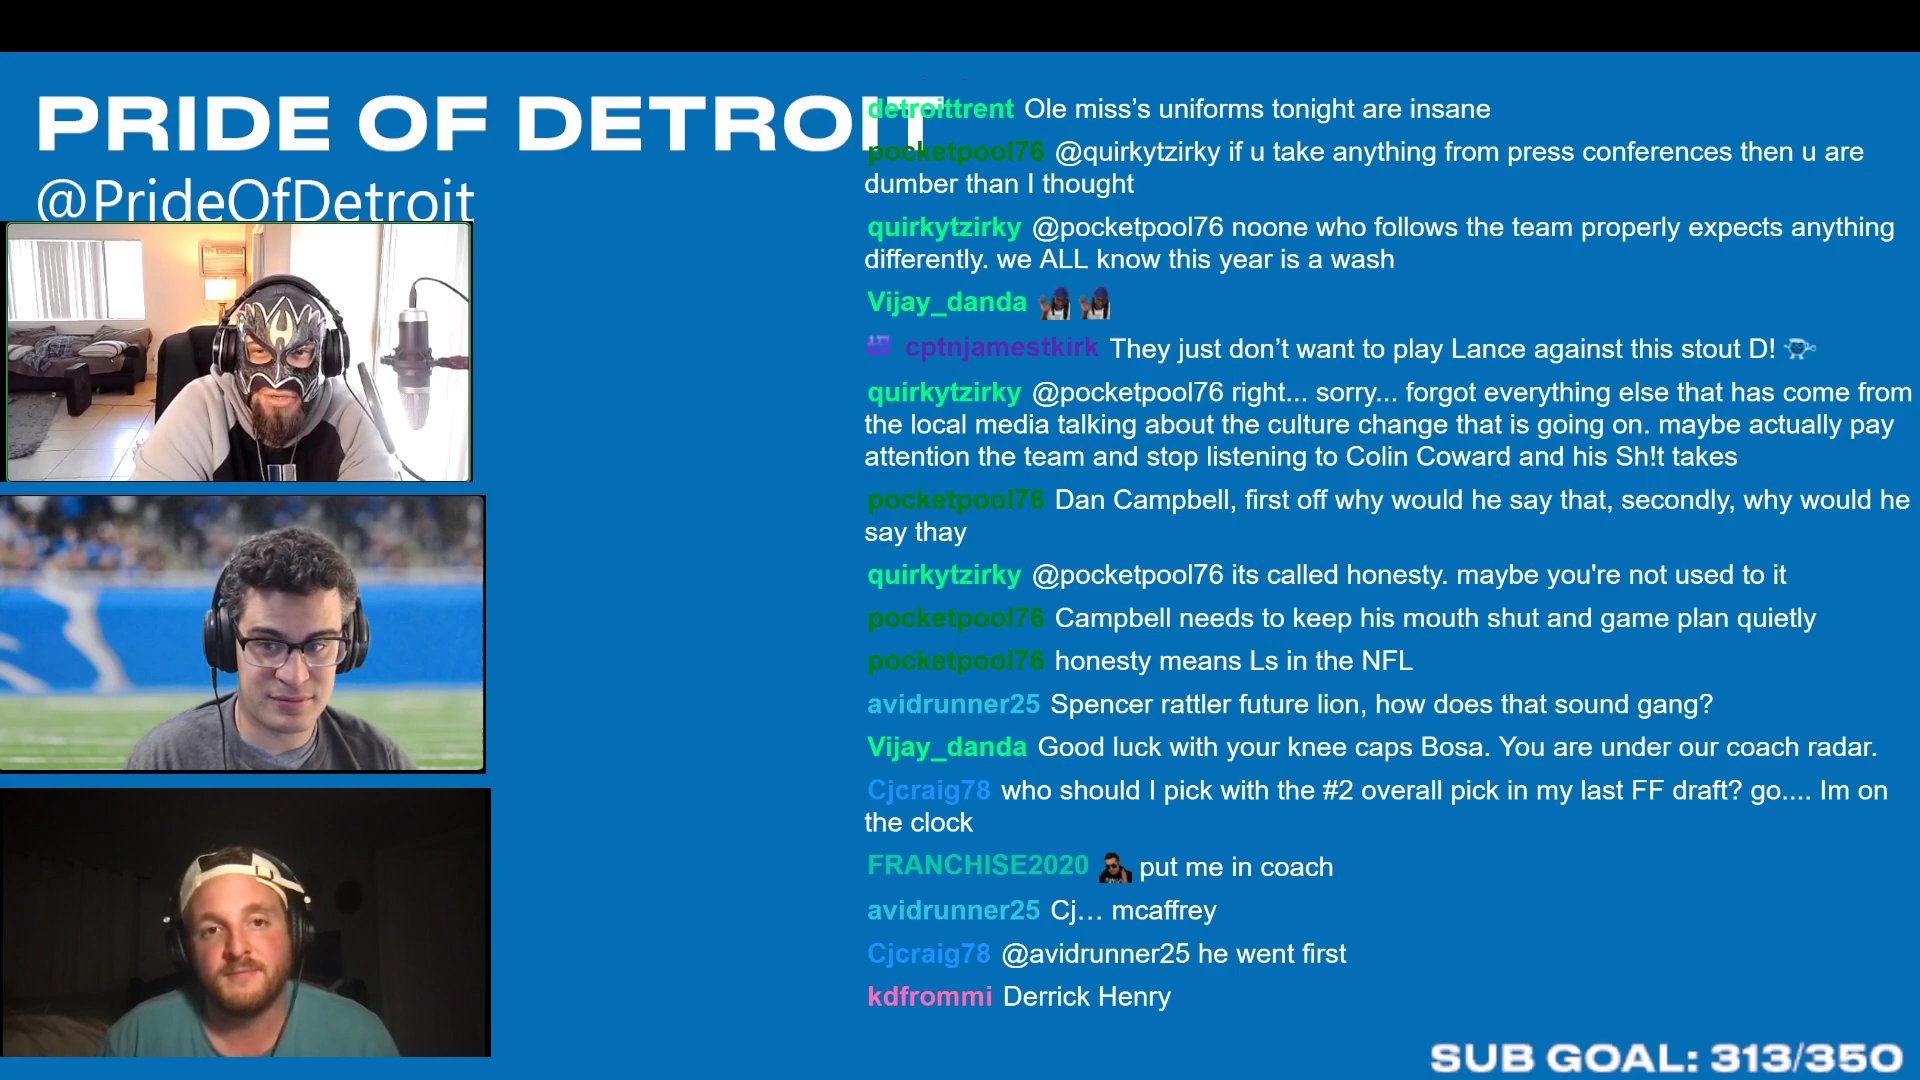 PRIDE OF DETROIT
@PrideOfDetroit
detroittrent Ole miss’s uniforms tonight are insane
pocketpool76 @quirkytzirky if u take anything from press conferences then u are
dumber than I thought
quirkytzirky @pocketpool76 noone who follows the team properly expects anything
differently. we ALL know this year is a wash
Vijay_danda
cptnjamestkirk They just don’t want to play Lance against this stout D!
quirkytzirky @pocketpool76 right... sorry... forgot everything else that has come from
the local media talking about the culture change that is going on. maybe actually pay
attention the team and stop listening to Colin Coward and his Sh!t takes
pocketpool76 Dan Campbell, first off why would he say that, secondly, why would he
say thay
quirkytzirky @pocketpool76 its called honesty. maybe you're not used to it
pocketpool76 Campbell needs to keep his mouth shut and game plan quietly
pocketpool76 honesty means Ls in the NFL
avidrunner25 Spencer rattler future lion, how does that sound gang?
Vijay_danda Good luck with your knee caps Bosa. You are under our coach radar.
Cjcraig78 who should I pick with the #2 overall pick in my last FF draft? go.... Im on
the clock
FRANCHISE2020 put me in coach
avidrunner25 Cj… mcaffrey
Cjcraig78 @avidrunner25 he went first
kdfrommi Derrick Henry
SUB GOAL: 313/350